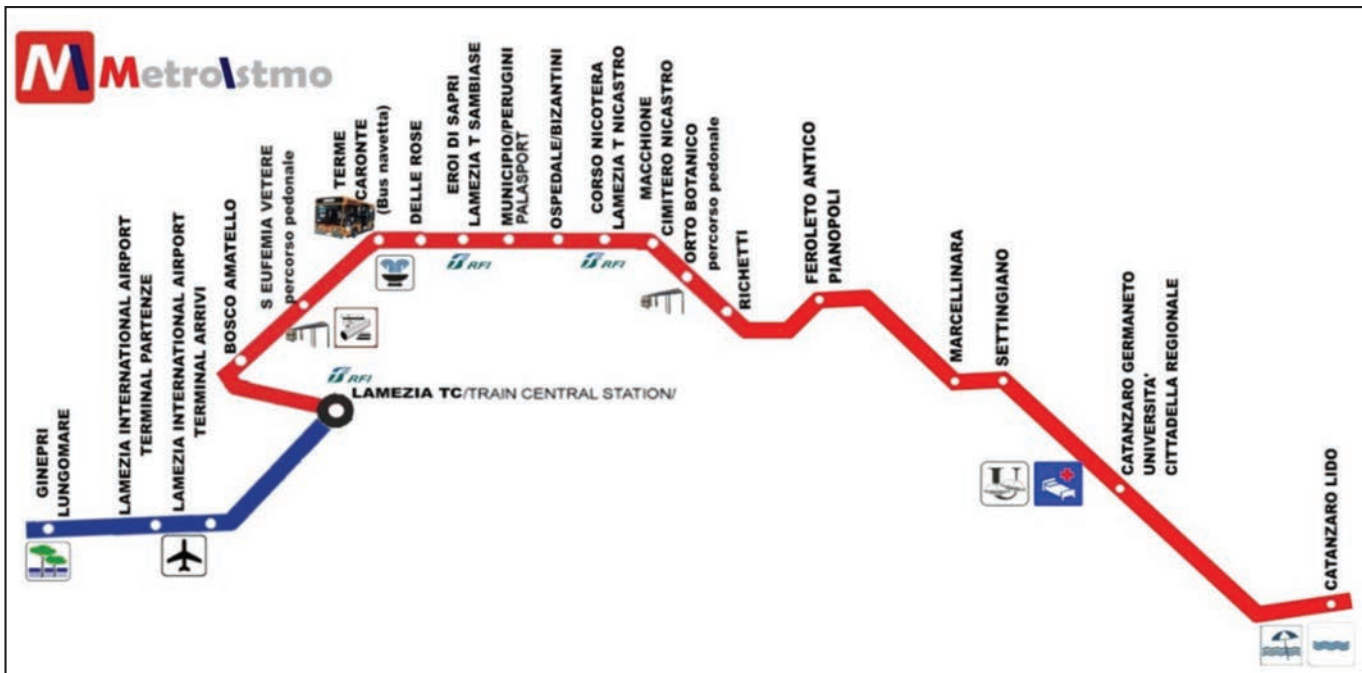 M MetroIstmo
GINEPRI
LUNGOMARE
LAMEZIA INTERNATIONAL AIRPORT
TERMINAL PARTENZE
LAMEZIA INTERNATIONAL AIRPORT
TERMINAL ARRIVI
BOSCO AMATELLO
S EUFEMIA VETERE
percorso pedonale
TERME
CARONTE
(Bus navetta)
DELLE ROSE
EROI DI SAPRI
LAMEZIA T SAMBIASE
MUNICIPIO/PERUGINI
PALASPORT
OSPEDALE/BIZANTINI
CORSO NICOTERA
LAMEZIA T NICASTRO
MACCHIONE
CIMITERO NICASTRO
ORTO BOTANICO
percorso pedonale
RICHETTI
FEROLETO ANTICO
PIANOPOLI
MARCELLINARA
SETTINGIANO
CATANZARO GERMANETO
UNIVERSITA'
CITTADELLA REGIONALE
CATANZARO LIDO
RFI
RFI
RFI
LAMEZIA TC/TRAIN CENTRAL STATION/